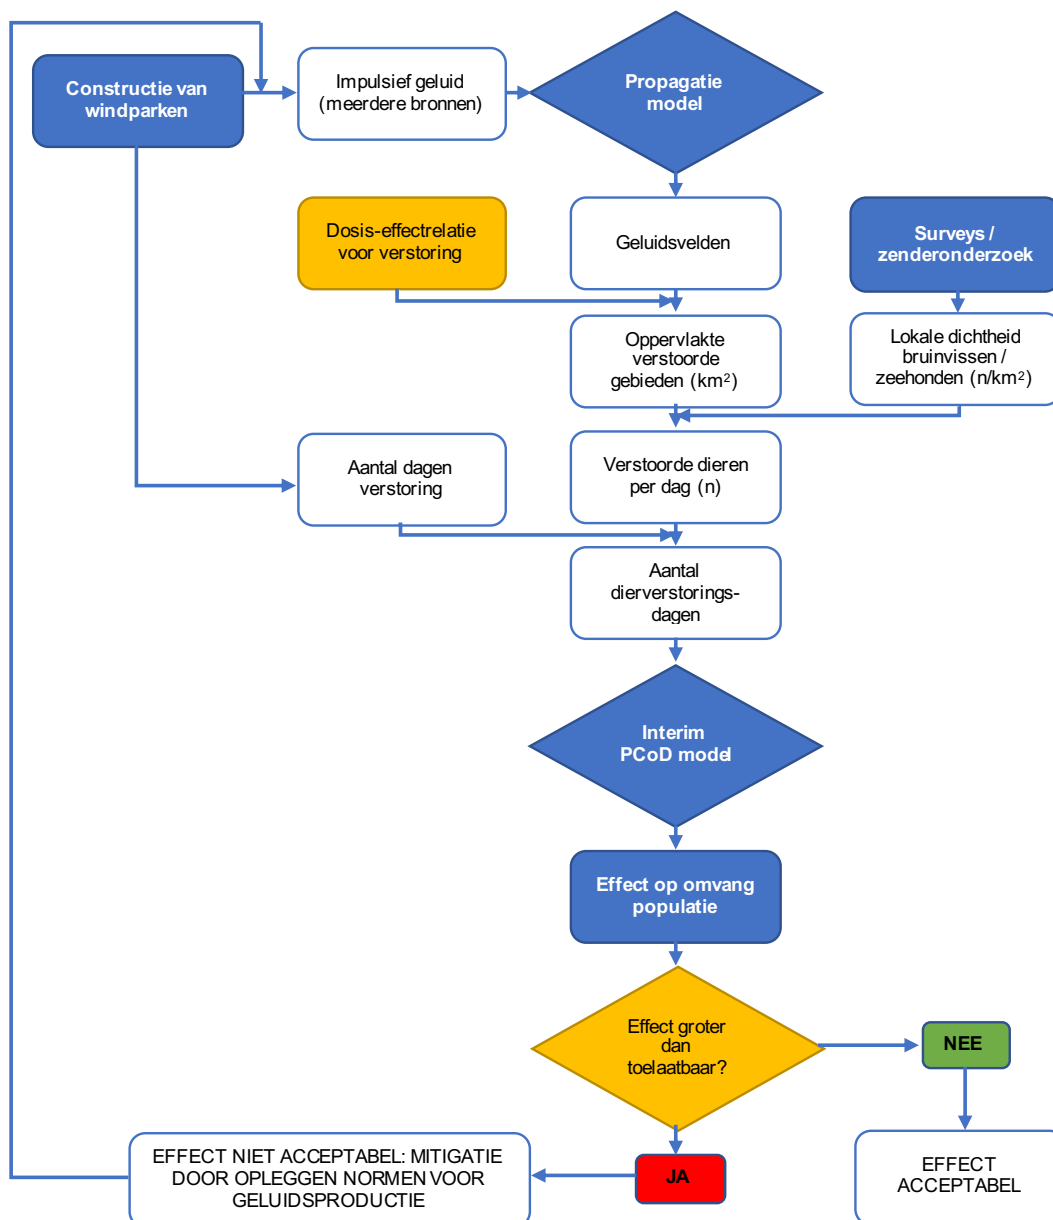 Constructie van
windparken
Impulsief geluid
(meerdere bronnen)
Propagatie
model
Dosis-effectrelatie
voor verstoring
Geluidsvelden
Surveys /
zenderonderzoek
Oppervlakte
verstoorde
gebieden (km²)
Lokale dichtheid
bruinvissen /
zeehonden (n/km²)
Aantal dagen
verstoring
Verstoorde dieren
per dag (n)
Aantal
dierverstorings-
dagen
Interim
PCoD model
Effect op omvang
populatie
Effect groter
dan
toelaatbaar?
NEE
JA
EFFECT NIET ACCEPTABEL: MITIGATIE
DOOR OPLEGGEN NORMEN VOOR
GELUIDSPRODUCTIE
EFFECT
ACCEPTABEL